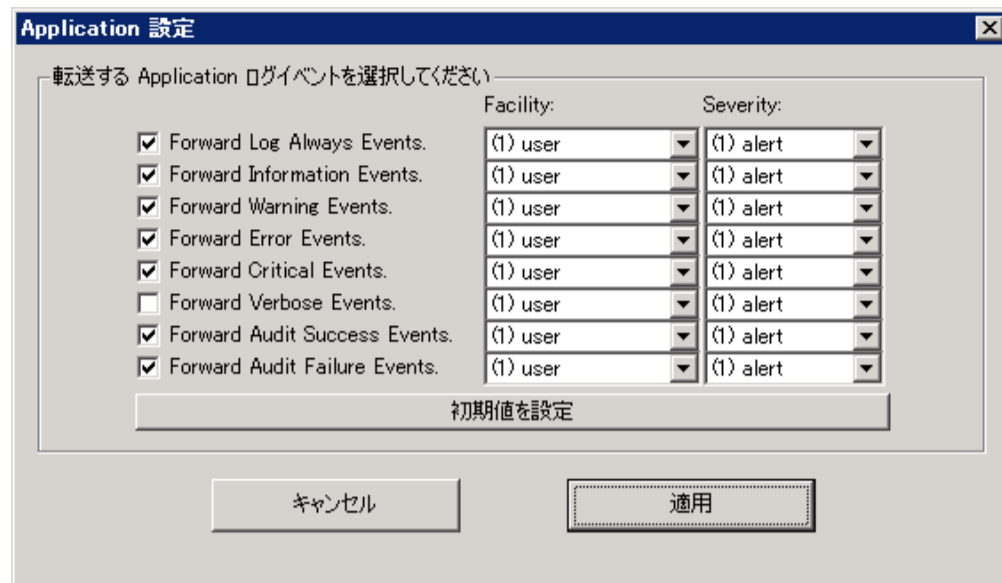 Application 設定
転送する Application ログイベントを選択してください
Facility: Severity:
Forward Log Always Events. (1) user (1) alert
Forward Information Events. (1) user (1) alert
Forward Warning Events. (1) user (1) alert
Forward Error Events. (1) user (1) alert
Forward Critical Events. (1) user (1) alert
Forward Verbose Events. (1) user (1) alert
Forward Audit Success Events. (1) user (1) alert
Forward Audit Failure Events. (1) user (1) alert
初期値を設定
キャンセル 適用